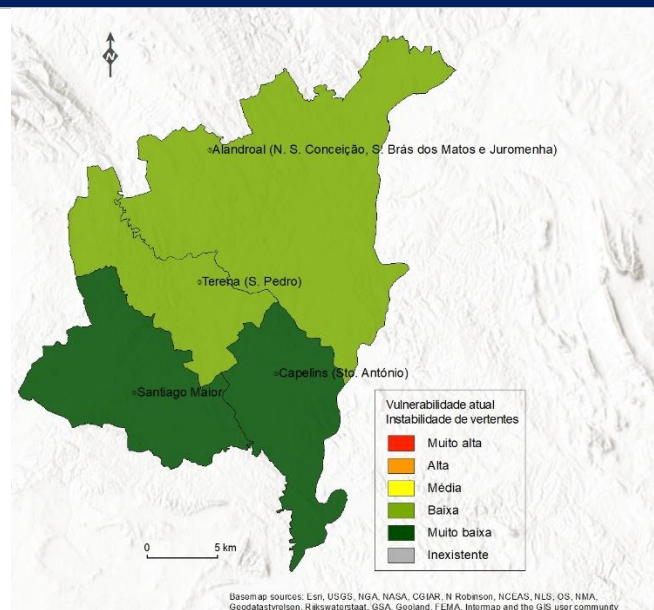 N
Alandroal (N. S. Conceição, S. Brás dos Matos e Juromenha)
Terena (S. Pedro)
Capelins (Sto. António)
Santiago Maior
Vulnerabilidade atual
Instabilidade de vertentes
Muito alta
Alta
Média
Baixa
Muito baixa
Inexistente
0 5 km
Basemap sources: Esri, USGS, NGA, NASA, CGIAR, N Robinson, NCEAS, NLS, OS, NMA,
Geodatastyrelsen, Rijkswaterstaat, GSA, Geoland, FEMA, Intermap and the GIS user community